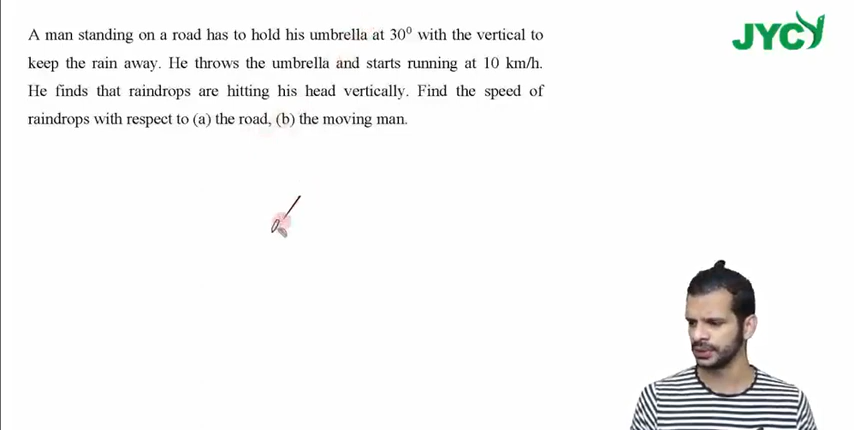 A man standing on a road has to hold his umbrella at 30⁰ with the vertical to
keep the rain away. He throws the umbrella and starts running at 10 km/h.
He finds that raindrops are hitting his head vertically. Find the speed of
raindrops with respect to (a) the road, (b) the moving man.
JYCY